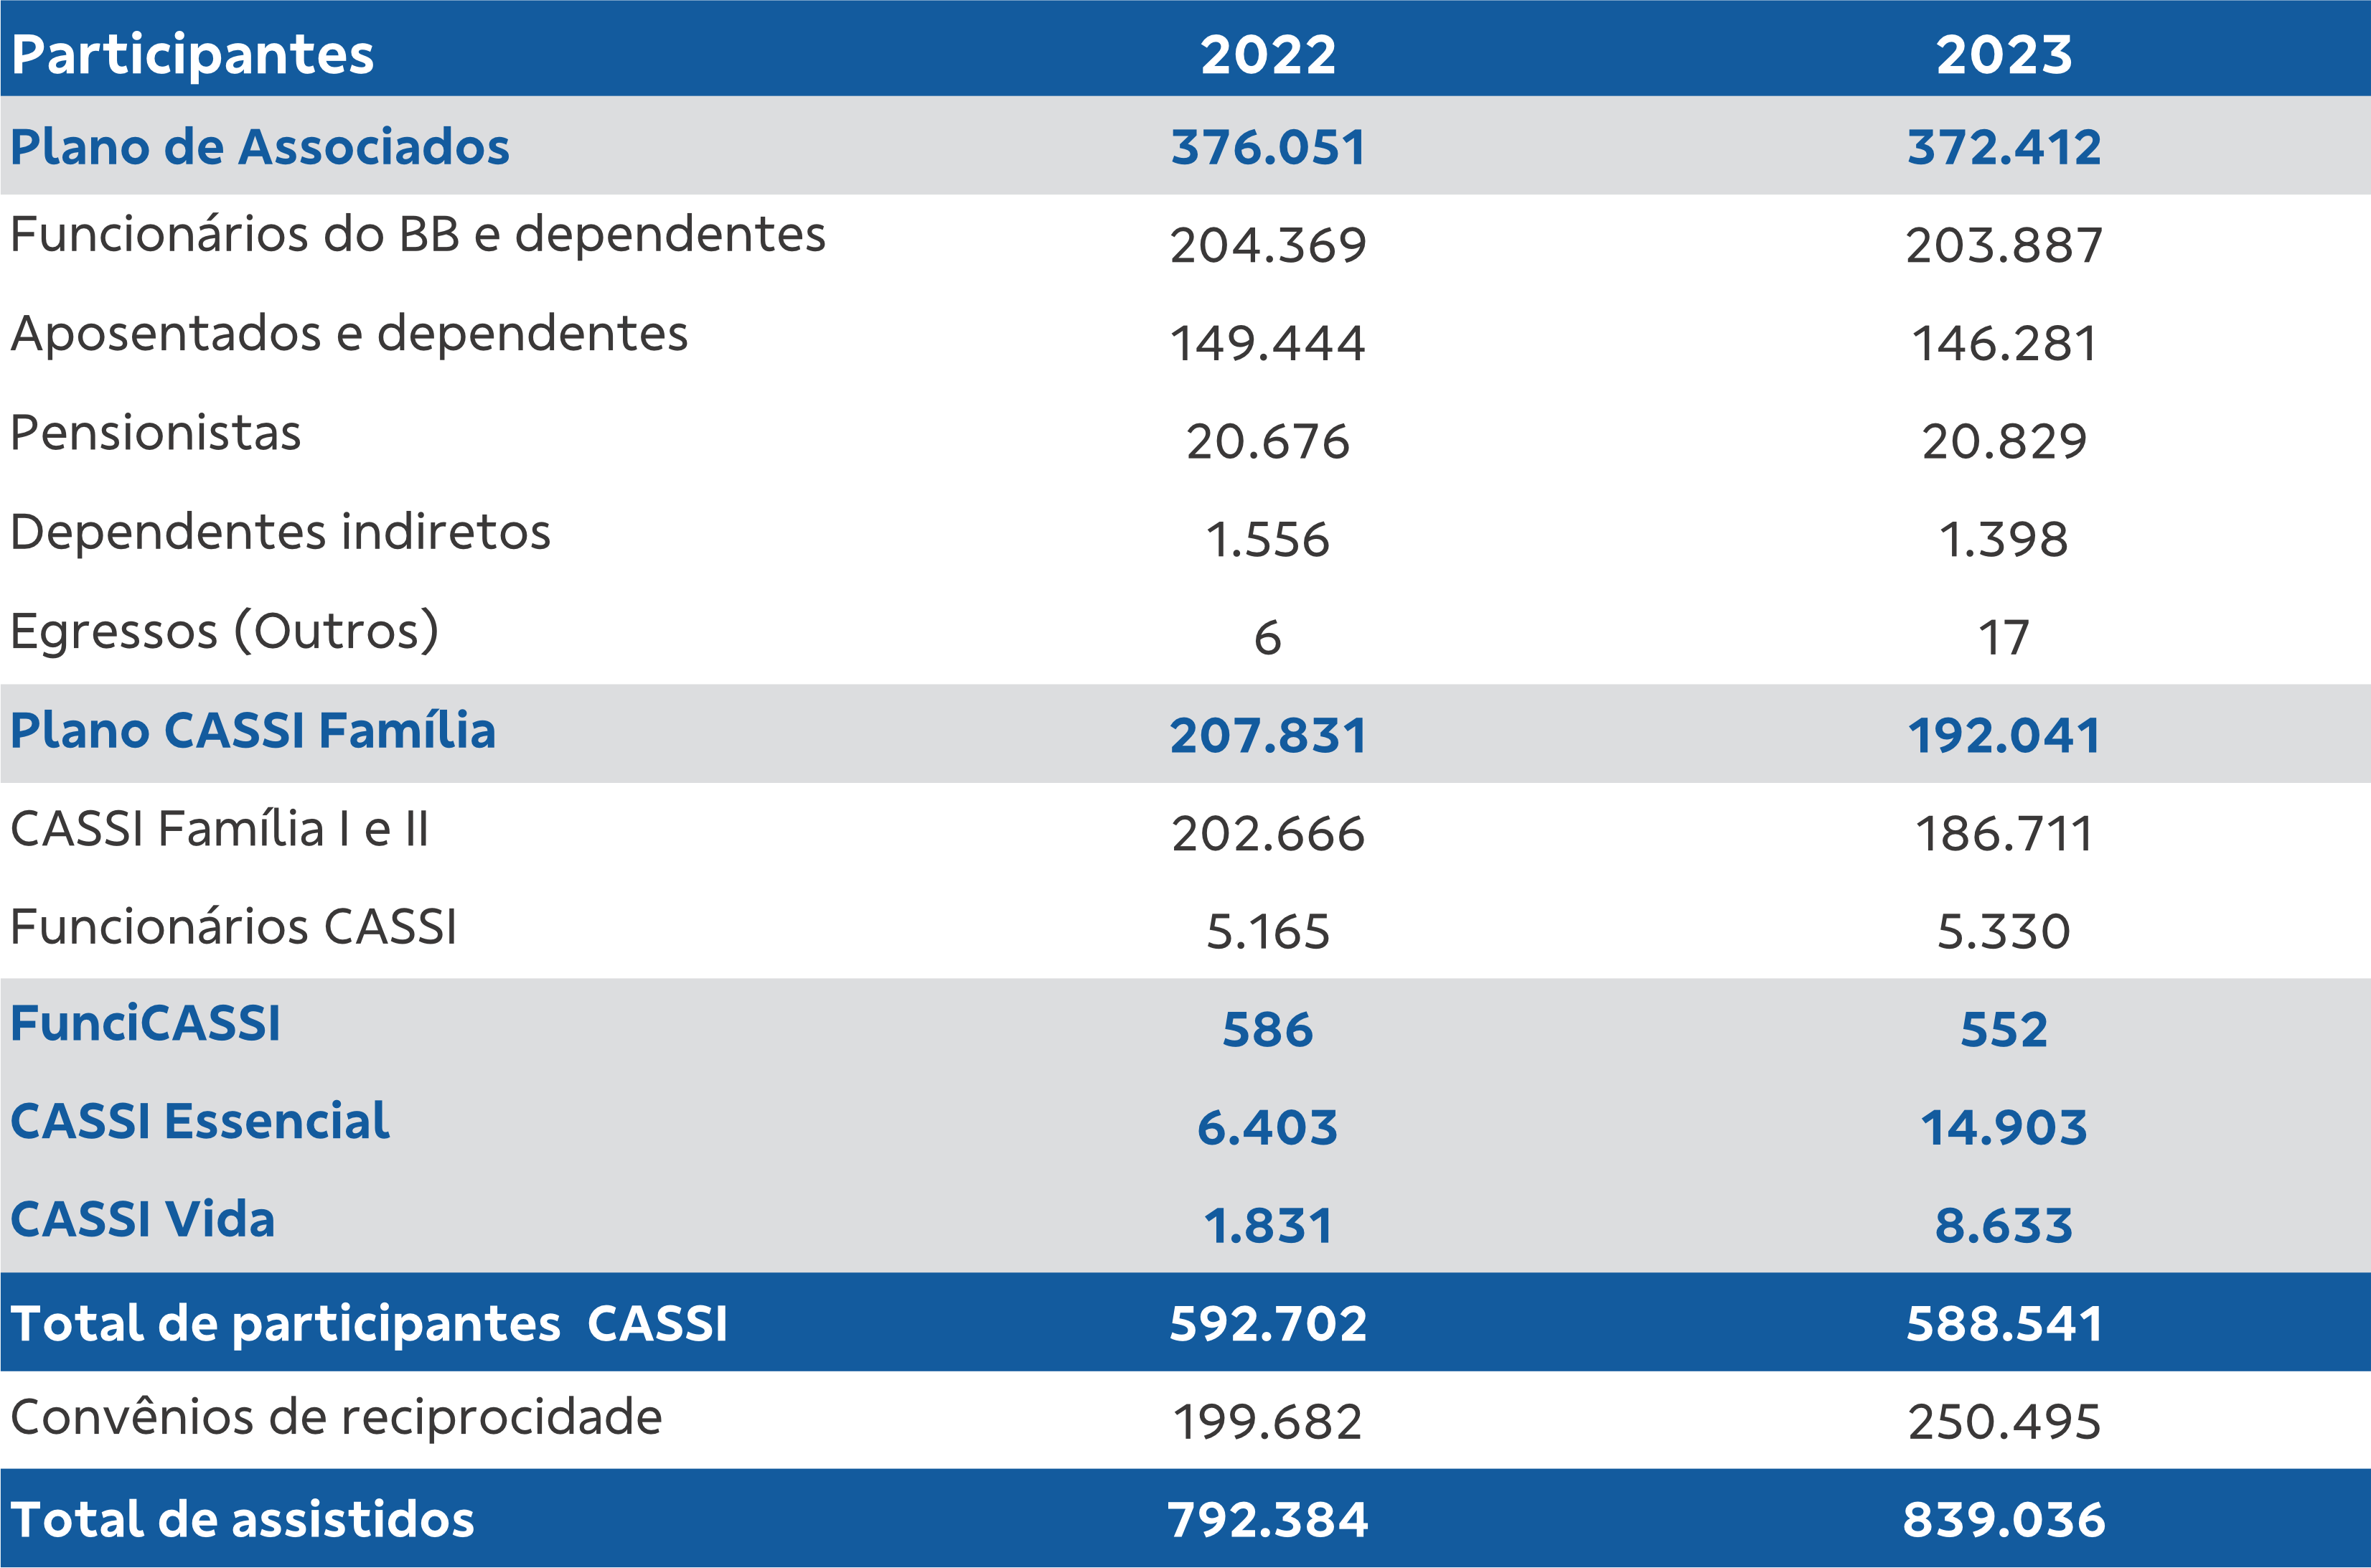 Participantes 2022 2023
Plano de Associados 376.051 372.412
Funcionários do BB e dependentes 204.369 203.887
Aposentados e dependentes 149.444 146.281
Pensionistas 20.676 20.829
Dependentes indiretos 1.556 1.398
Egressos (Outros) 6 17
Plano CASSI Família 207.831 192.041
CASSI Família I e II 202.666 186.711
Funcionários CASSI 5.165 5.330
FunciCASSI 586 552
CASSI Essencial 6.403 14.903
CASSI Vida 1.831 8.633
Total de participantes CASSI 592.702 588.541
Convênios de reciprocidade 199.682 250.495
Total de assistidos 792.384 839.036